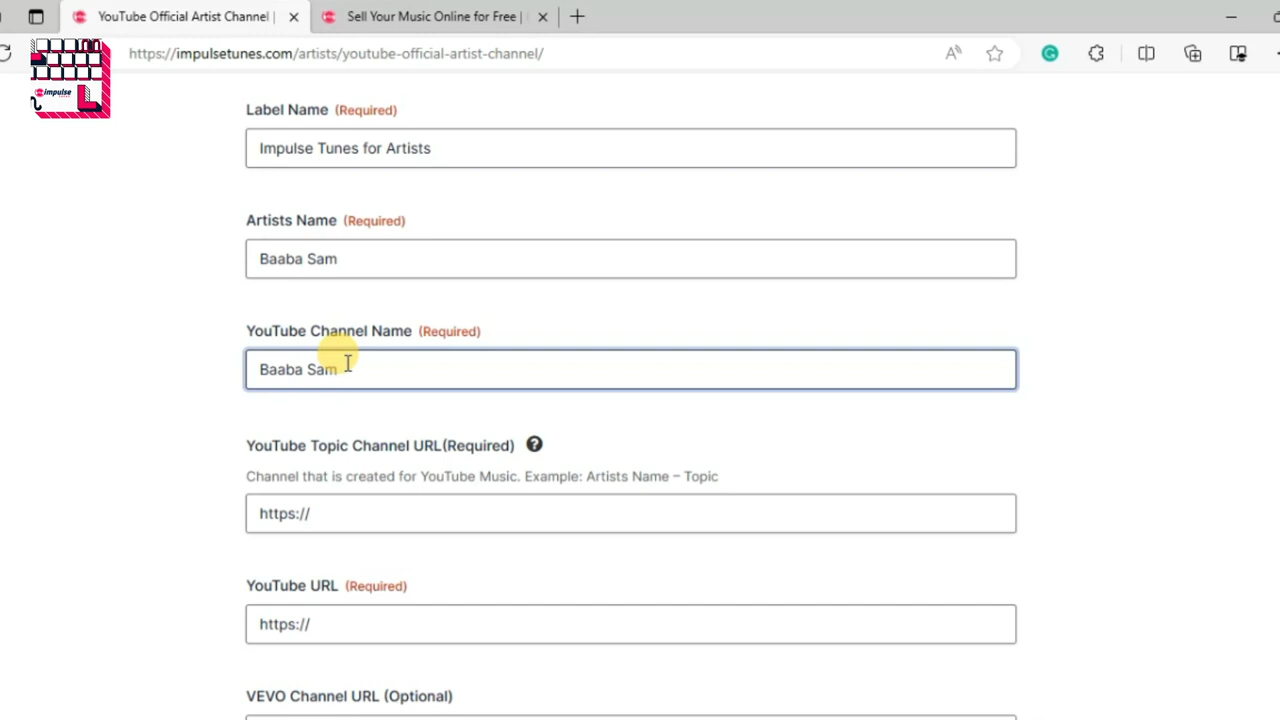 YouTube Official Artist Channel |
Sell Your Music Online for Free |
https://impulsetunes.com/artists/youtube-official-artist-channel/
impulse
Label Name (Required)
Impulse Tunes for Artists
Artists Name (Required)
Baaba Sam
YouTube Channel Name (Required)
Baaba Sam
YouTube Topic Channel URL(Required)
Channel that is created for YouTube Music. Example: Artists Name – Topic
https://
YouTube URL (Required)
https://
VEVO Channel URL (Optional)